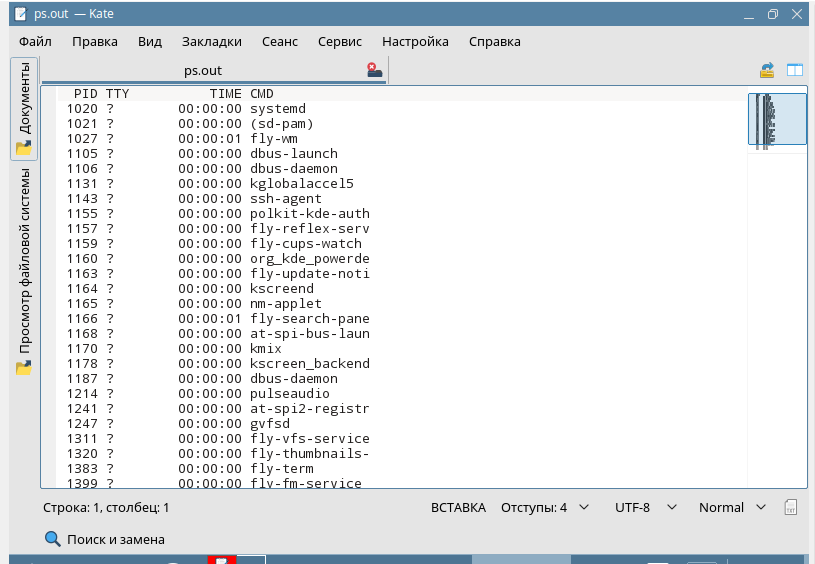 ps.out — Kate
Файл Правка Вид Закладки Сеанс Сервис Настройка Справка
Документы
Просмотр файловой системы
ps.out
PID TTY TIME CMD
1020 ? 00:00:00 systemd
1021 ? 00:00:00 (sd-pam)
1027 ? 00:00:01 fly-wm
1105 ? 00:00:00 dbus-launch
1106 ? 00:00:00 dbus-daemon
1131 ? 00:00:00 kglobalaccel5
1143 ? 00:00:00 ssh-agent
1155 ? 00:00:00 polkit-kde-auth
1157 ? 00:00:00 fly-reflex-serv
1159 ? 00:00:00 fly-cups-watch
1160 ? 00:00:00 org_kde_powerde
1163 ? 00:00:00 fly-update-noti
1164 ? 00:00:00 kscreend
1165 ? 00:00:00 nm-applet
1166 ? 00:00:01 fly-search-pane
1168 ? 00:00:00 at-spi-bus-laun
1170 ? 00:00:00 kmix
1178 ? 00:00:00 kscreen_backend
1187 ? 00:00:00 dbus-daemon
1214 ? 00:00:00 pulseaudio
1241 ? 00:00:00 at-spi2-registr
1247 ? 00:00:00 gvfsd
1311 ? 00:00:00 fly-vfs-service
1320 ? 00:00:00 fly-thumbnails-
1383 ? 00:00:00 fly-term
1399 ? 00:00:00 fly-fm-service
Строка: 1, столбец: 1 ВСТАВКА Отступы: 4 UTF-8 Normal
Поиск и замена